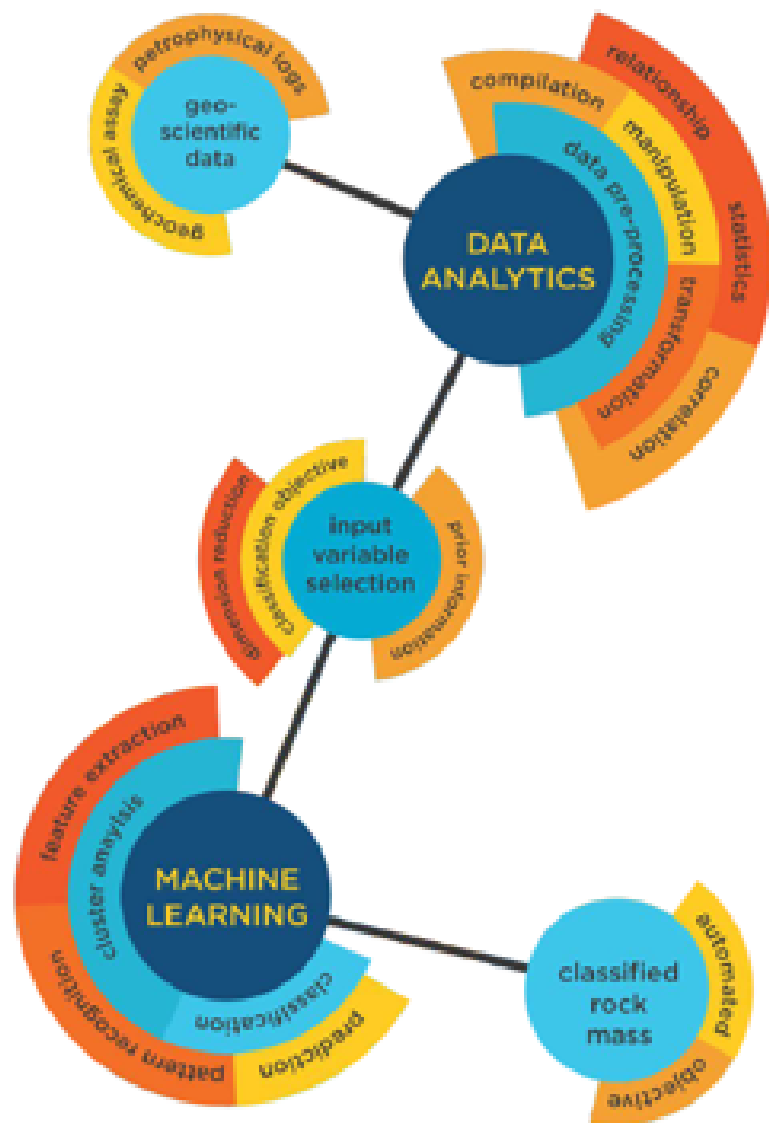 petrophysical logs
geochemical assay
geo-
scientific
data
relationship
statistics
correlation
compilation
manioulation
transformation
data pre-processing
DATA
ANALYTICS
dimension reduction
classification objective
input
variable
selection
prior information
feature extraction
pattern recognition
prediction
cluster anaylsis
classification
MACHINE
LEARNING
classified
rock
mass
automated
objective